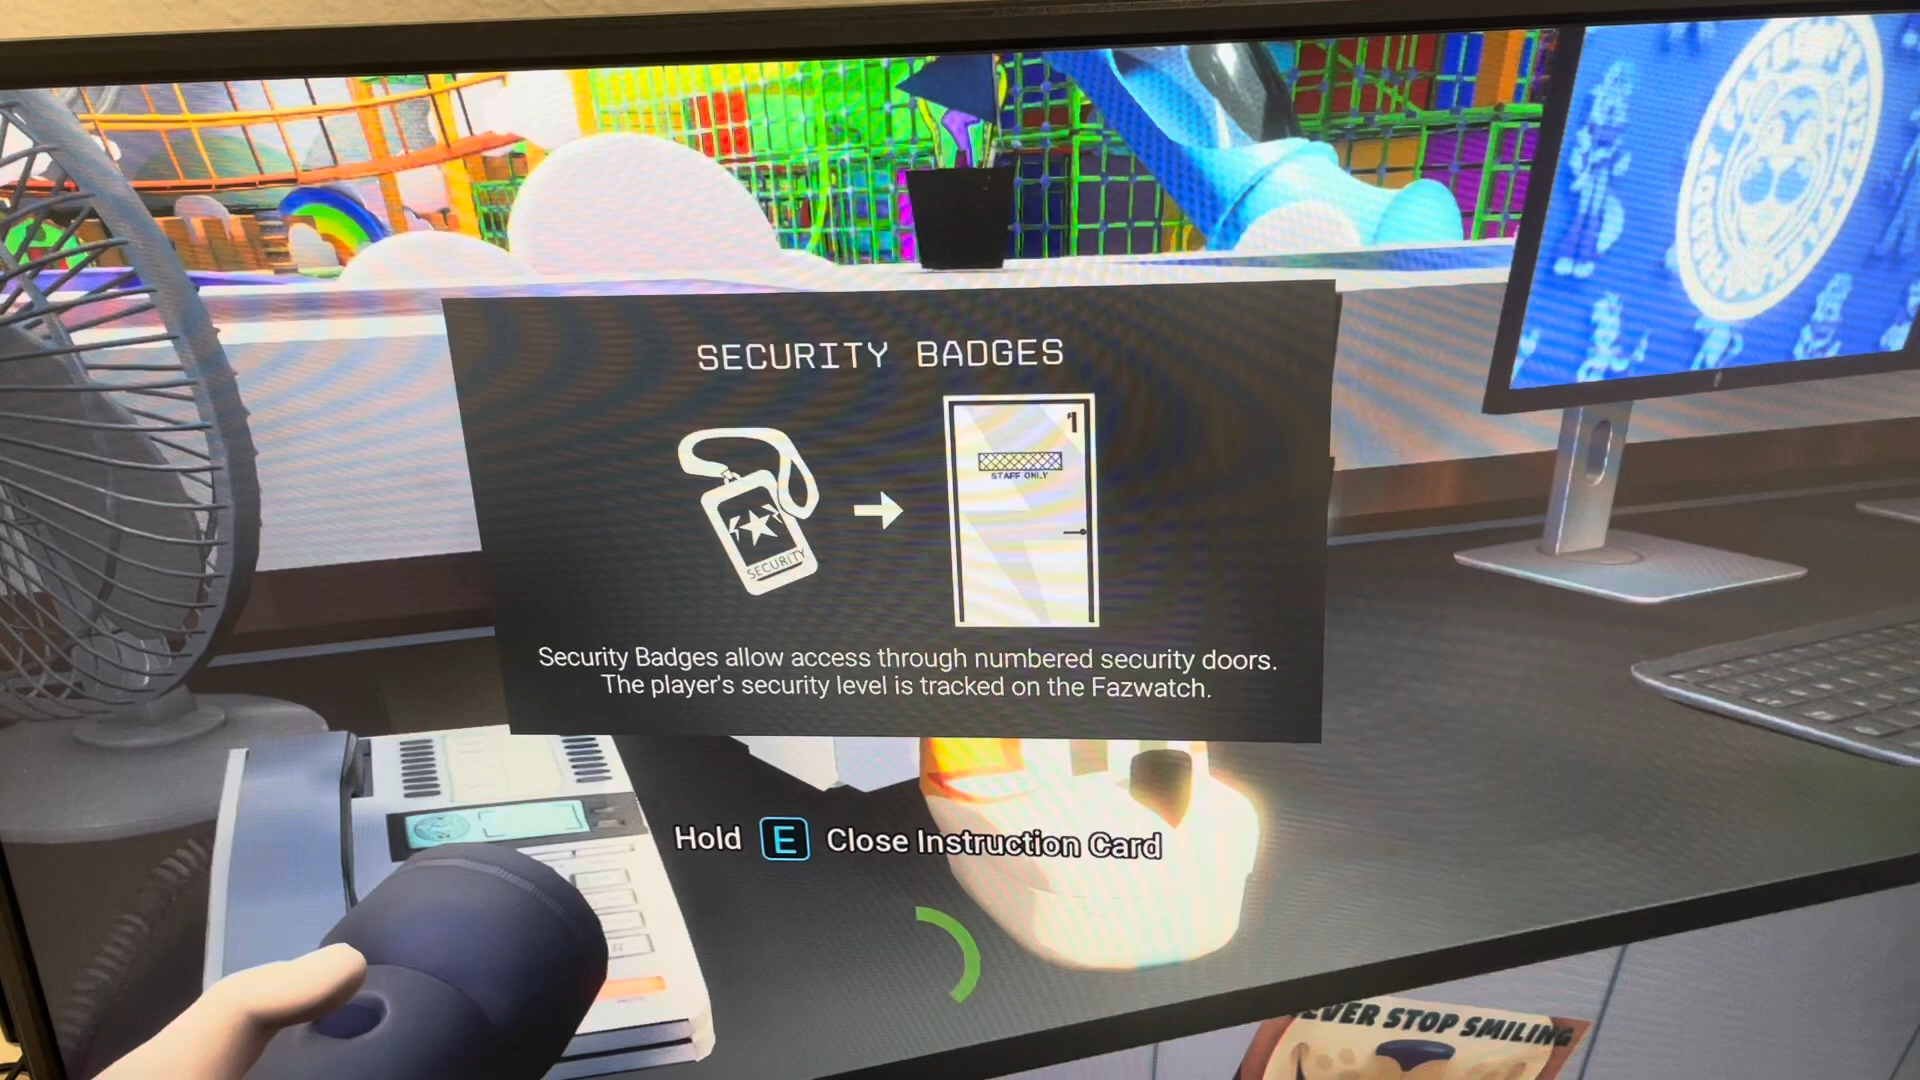 SECURITY BADGES
1
STAFF ONLY
SECURITY
Security Badges allow access through numbered security doors.
The player's security level is tracked on the Fazwatch.
Hold E Close Instruction Card
EVER STOP SMILING